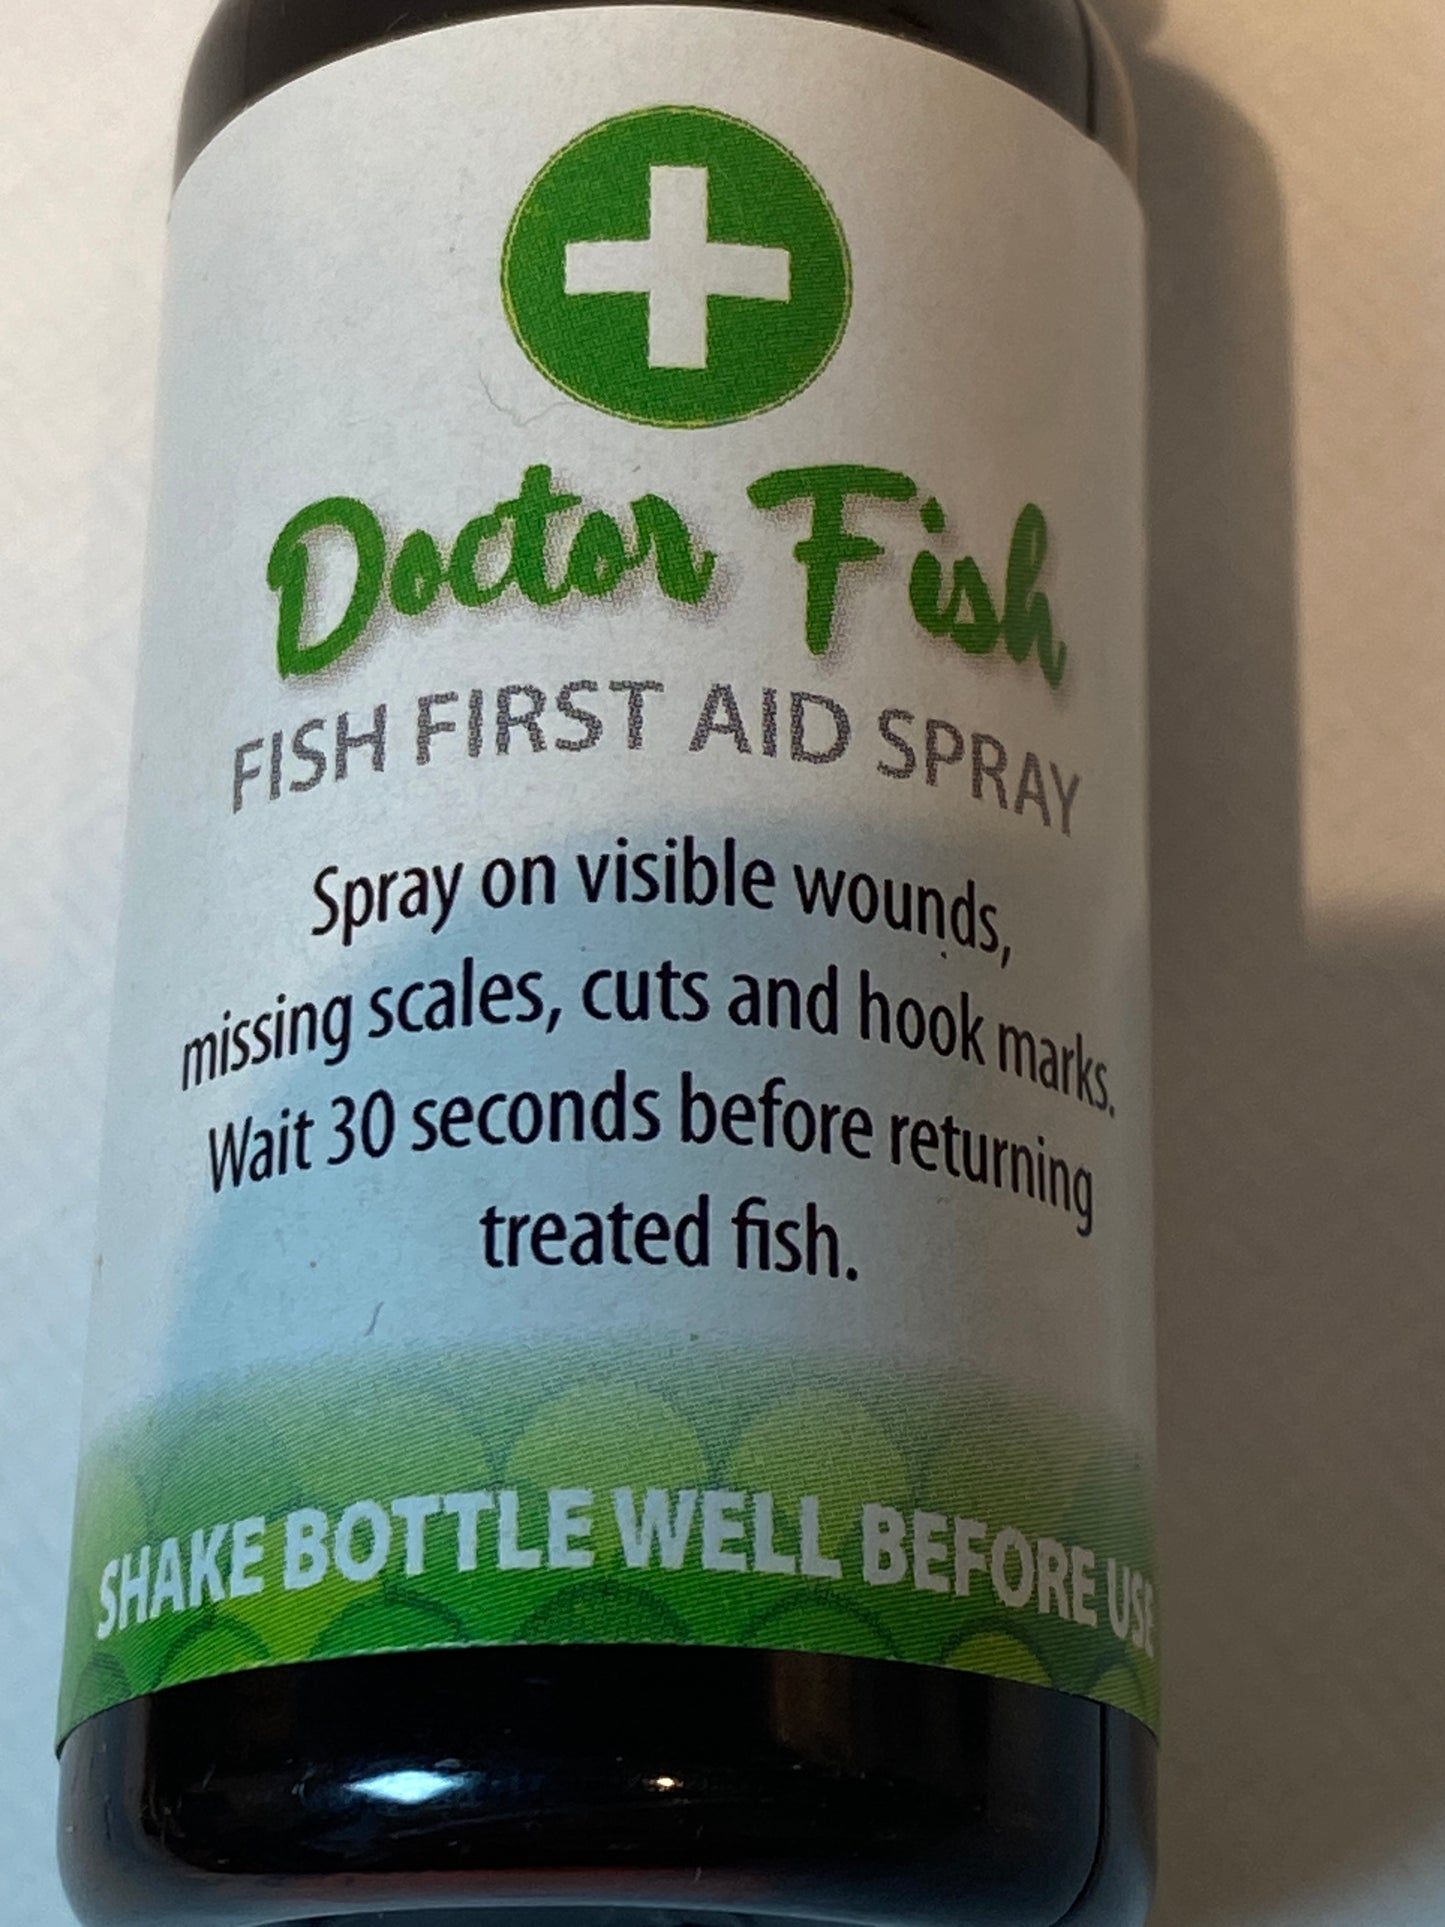 Doctor Fish
FISH FIRST AID SPRAY
Spray on visible wounds,
missing scales, cuts and hook marks.
Wait 30 seconds before returning
treated fish.
SHAKE BOTTLE WELL BEFORE USE